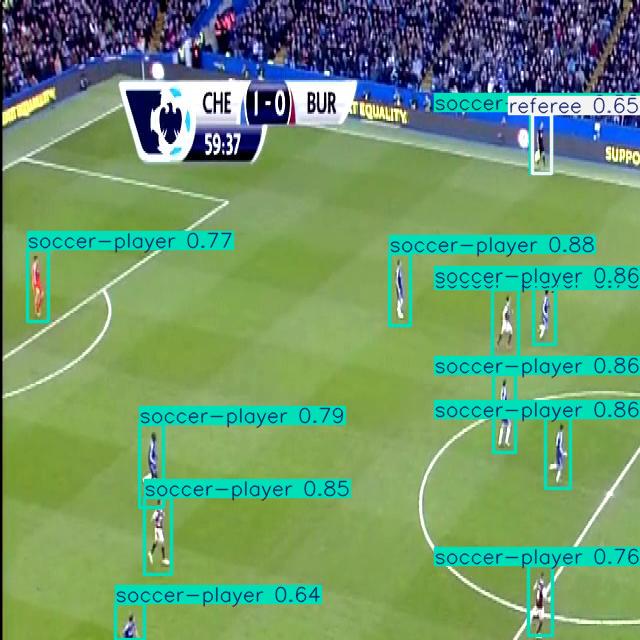 CHE 1-0 BUR
59:37
T EQUALITY.
EQUALITY
SUPPO
soccer-
referee 0.65
soccer-player 0.77
soccer-player 0.88
soccer-player 0.86
soccer-player 0.86
soccer-player 0.79
soccer-player 0.86
soccer-player 0.85
soccer-player 0.76
soccer-player 0.64